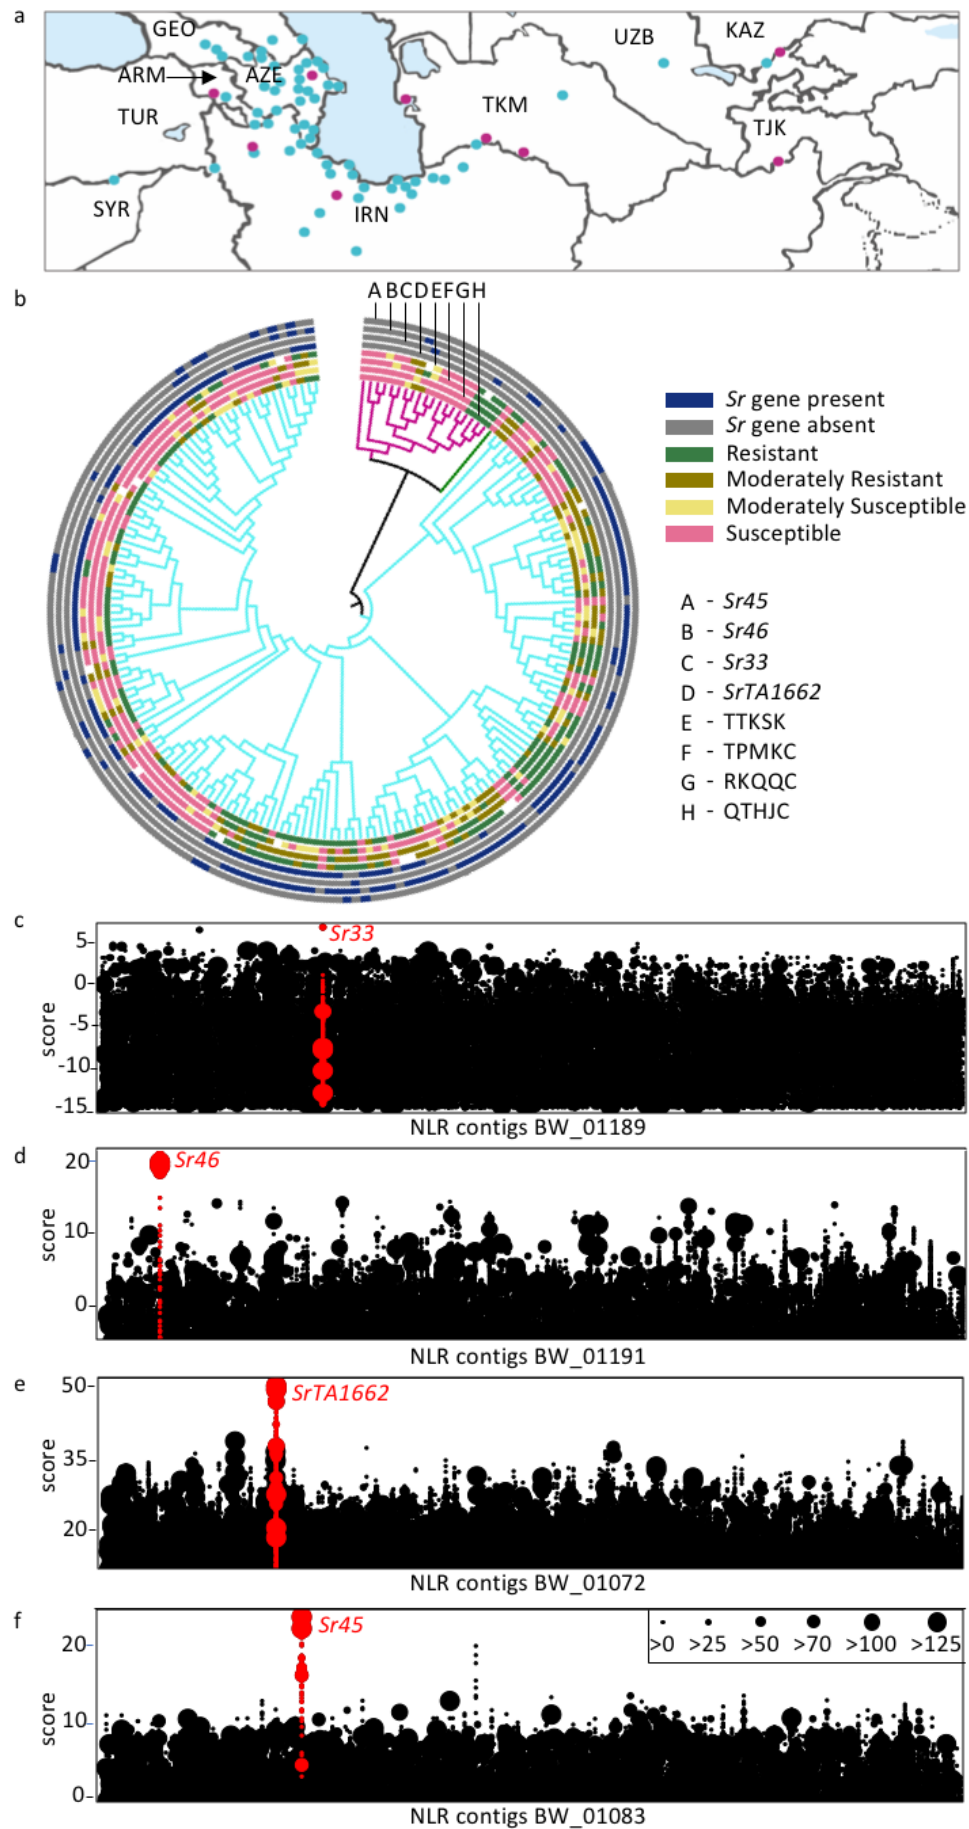 a
GEO
UZB
KAZ
ARM
AZE
TUR
TKM
TJK
SYR
IRN
b
A B C D E F G H
Sr gene present
Sr gene absent
Resistant
Moderately Resistant
Moderately Susceptible
Susceptible
A - Sr45
B - Sr46
C - Sr33
D - SrTA1662
E - TTKSK
F - TPMKC
G - RKQQC
H - QTHJC
c
Sr33
5
0
-5
-10
-15
score
NLR contigs BW_01189
d
Sr46
20
10
0
score
NLR contigs BW_01191
e
SrTA1662
50
35
20
score
NLR contigs BW_01072
f
Sr45
>0 >25 >50 >70 >100 >125
20
10
0
score
NLR contigs BW_01083